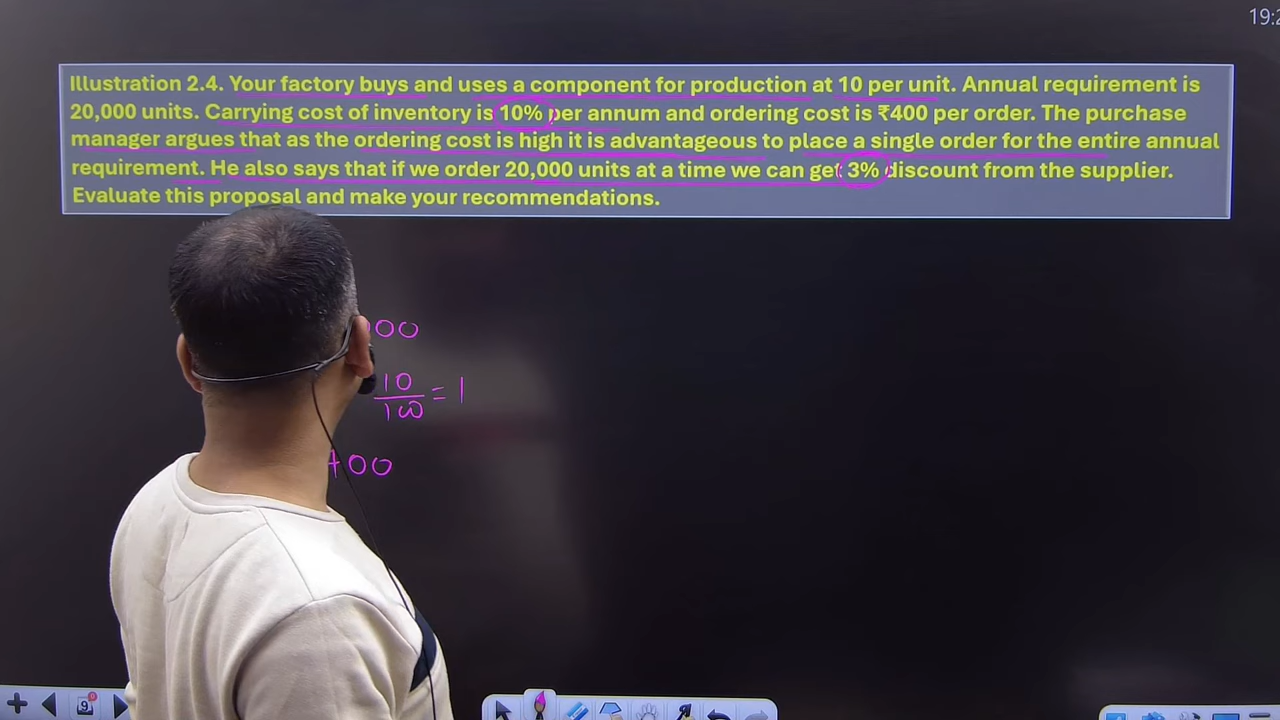 19:2
Illustration 2.4. Your factory buys and uses a component for production at 10 per unit. Annual requirement is
20,000 units. Carrying cost of inventory is 10% per annum and ordering cost is ₹400 per order. The purchase
manager argues that as the ordering cost is high it is advantageous to place a single order for the entire annual
requirement. He also says that if we order 20,000 units at a time we can get 3% discount from the supplier.
Evaluate this proposal and make your recommendations.
00
10
100 = 1
400
9
8